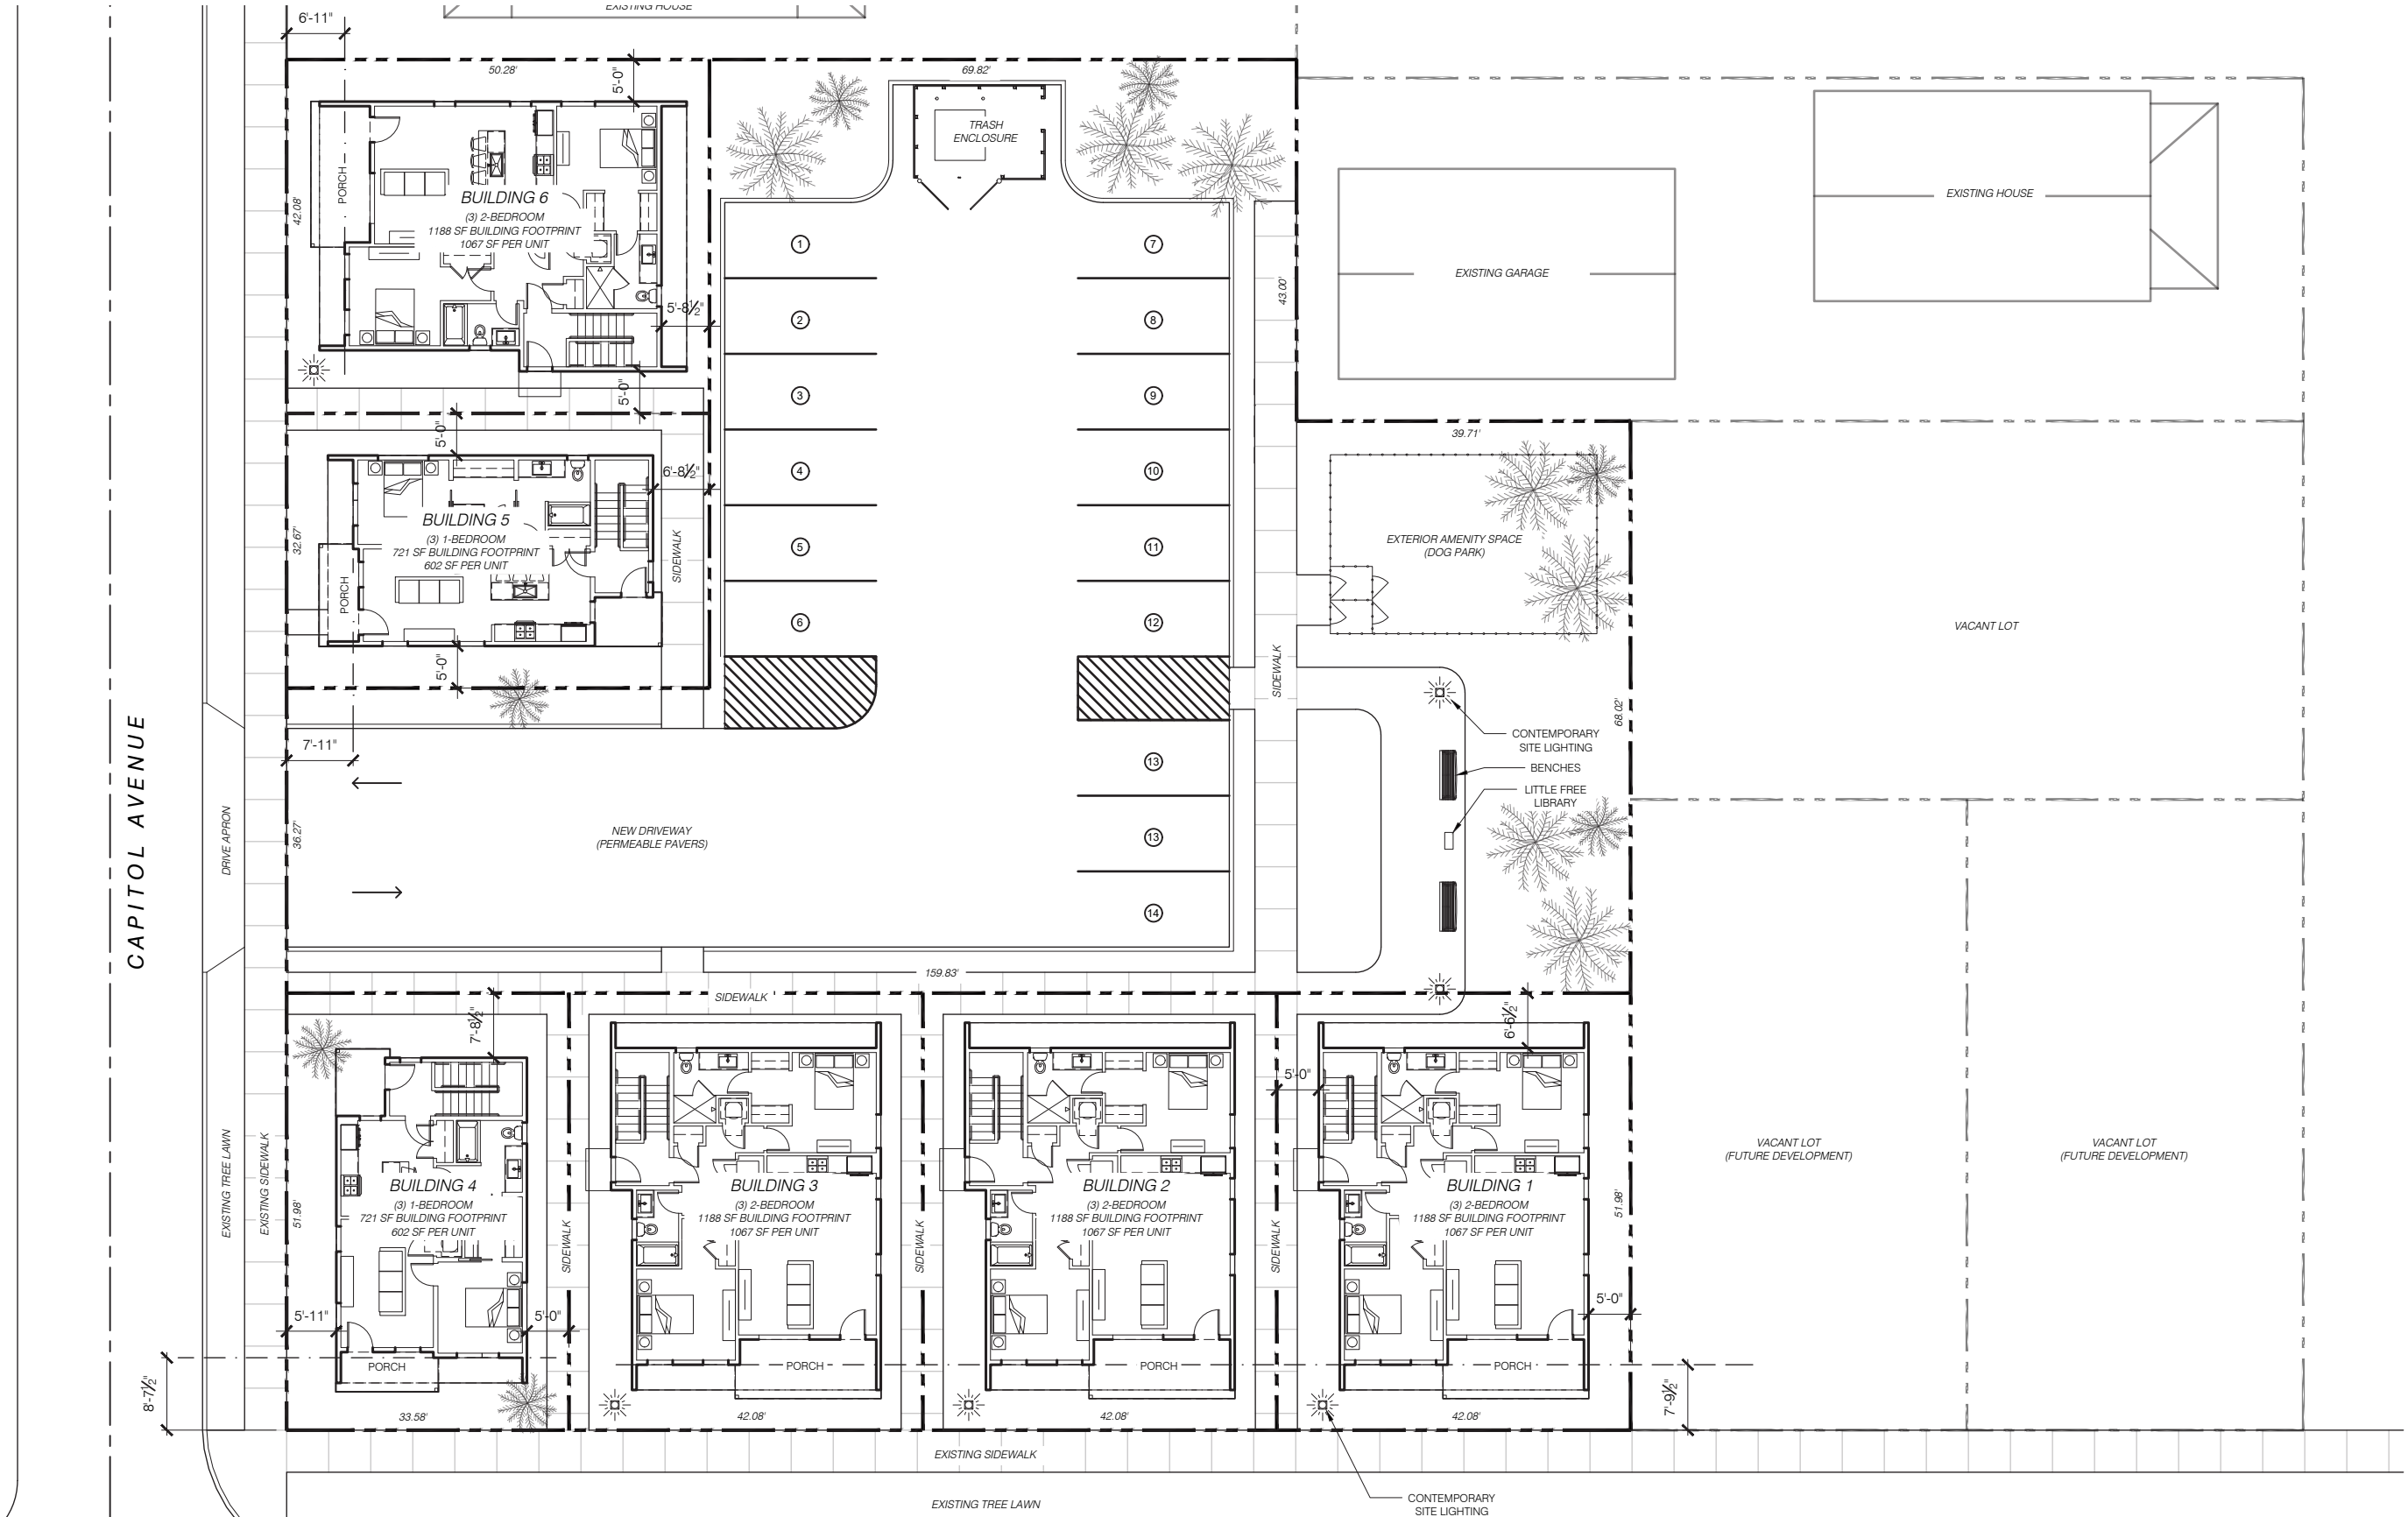 EXISTING HOUSE
6'-11"
50.28'
5'-0"
69.82'
TRASH
ENCLOSURE
PORCH
42.08'
BUILDING 6
(3) 2-BEDROOM
1188 SF BUILDING FOOTPRINT
1067 SF PER UNIT
5'-8½"
5'-0"
1
2
3
4
5
6
7
8
9
10
11
12
13
13
14
43.00'
EXISTING GARAGE
EXISTING HOUSE
5'-0"
6'-8½"
32.67'
BUILDING 5
(3) 1-BEDROOM
721 SF BUILDING FOOTPRINT
602 SF PER UNIT
PORCH
SIDEWALK
5'-0"
39.71'
EXTERIOR AMENITY SPACE
(DOG PARK)
VACANT LOT
SIDEWALK
68.02'
CONTEMPORARY
SITE LIGHTING
BENCHES
LITTLE FREE
LIBRARY
CAPITOL AVENUE
7'-11"
DRIVE APRON
36.27'
NEW DRIVEWAY
(PERMEABLE PAVERS)
159.83'
SIDEWALK
7'-8½"
6'-6½"
5'-0"
EXISTING TREE LAWN
EXISTING SIDEWALK
51.98'
BUILDING 4
(3) 1-BEDROOM
721 SF BUILDING FOOTPRINT
602 SF PER UNIT
SIDEWALK
BUILDING 3
(3) 2-BEDROOM
1188 SF BUILDING FOOTPRINT
1067 SF PER UNIT
SIDEWALK
BUILDING 2
(3) 2-BEDROOM
1188 SF BUILDING FOOTPRINT
1067 SF PER UNIT
SIDEWALK
BUILDING 1
(3) 2-BEDROOM
1188 SF BUILDING FOOTPRINT
1067 SF PER UNIT
51.98'
VACANT LOT
(FUTURE DEVELOPMENT)
VACANT LOT
(FUTURE DEVELOPMENT)
5'-11"
5'-0"
5'-0"
PORCH
PORCH
PORCH
PORCH
8'-7½"
7'-9½"
33.58'
42.08'
42.08'
42.08'
EXISTING SIDEWALK
EXISTING TREE LAWN
CONTEMPORARY
SITE LIGHTING